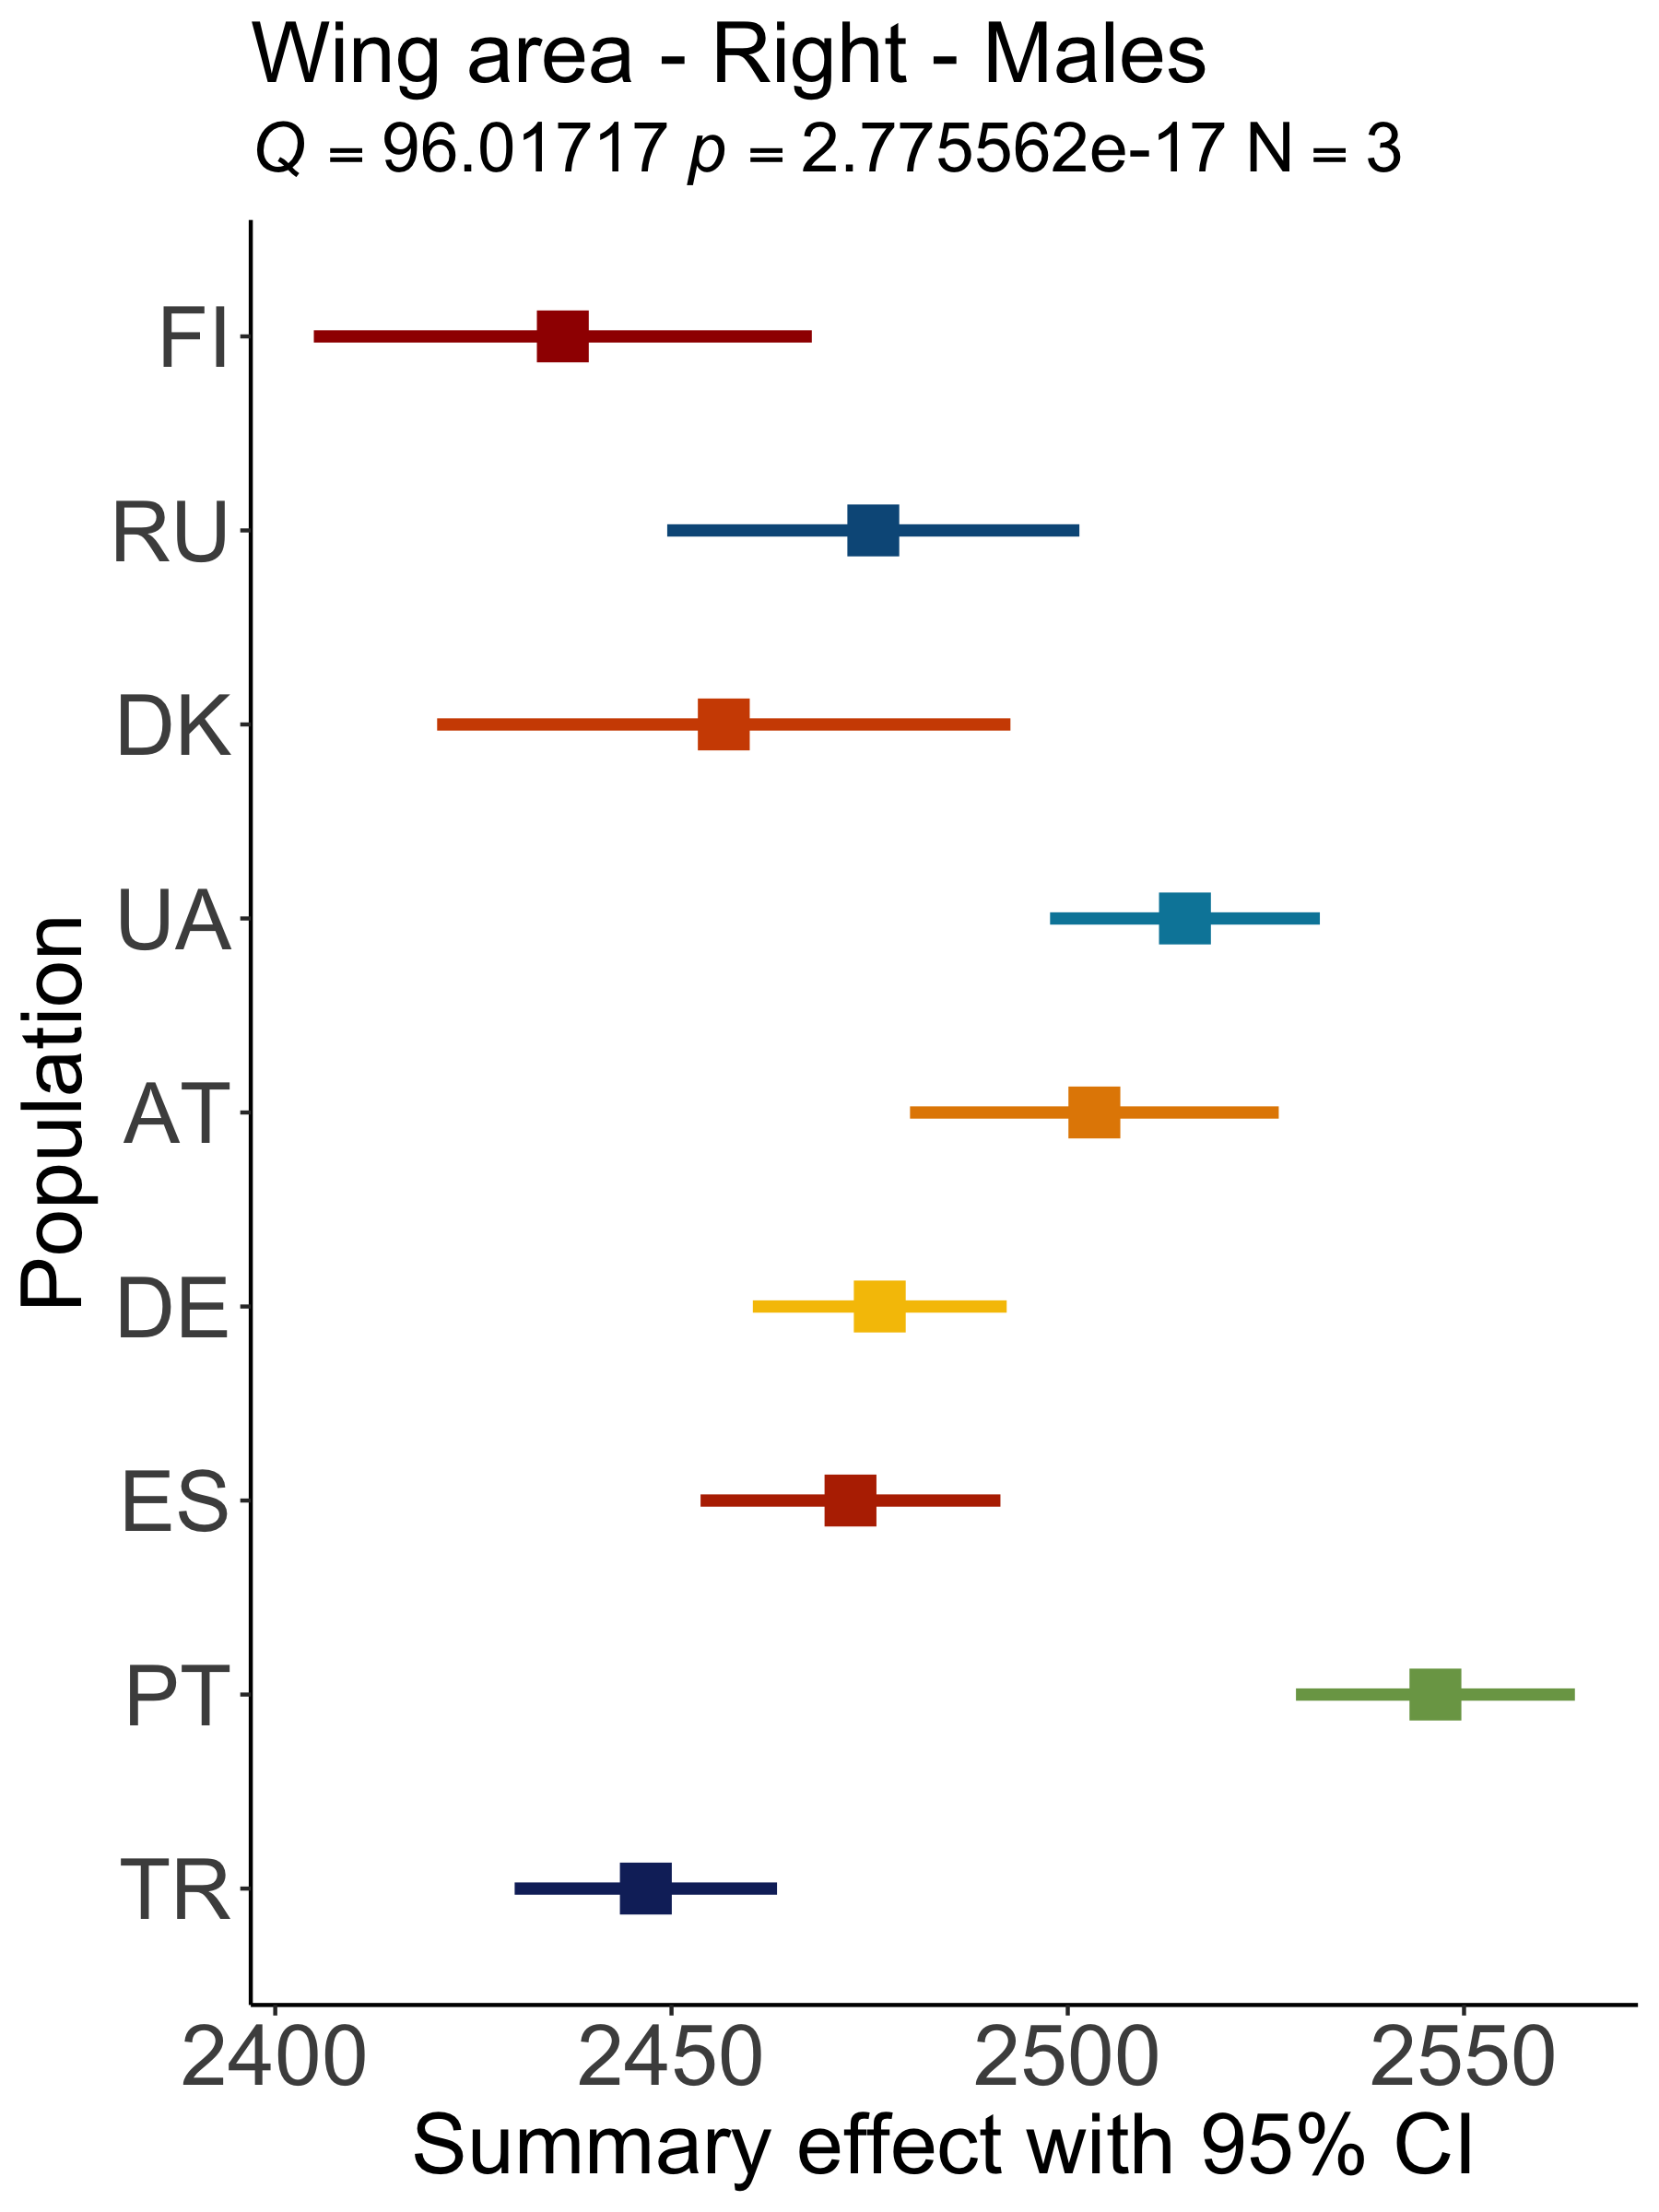 Wing area - Right - Males
Q = 96.01717 p = 2.775562e-17 N = 3
FI
RU
DK
UA
AT
DE
ES
PT
TR
Population
2400 2450 2500 2550
Summary effect with 95% CI